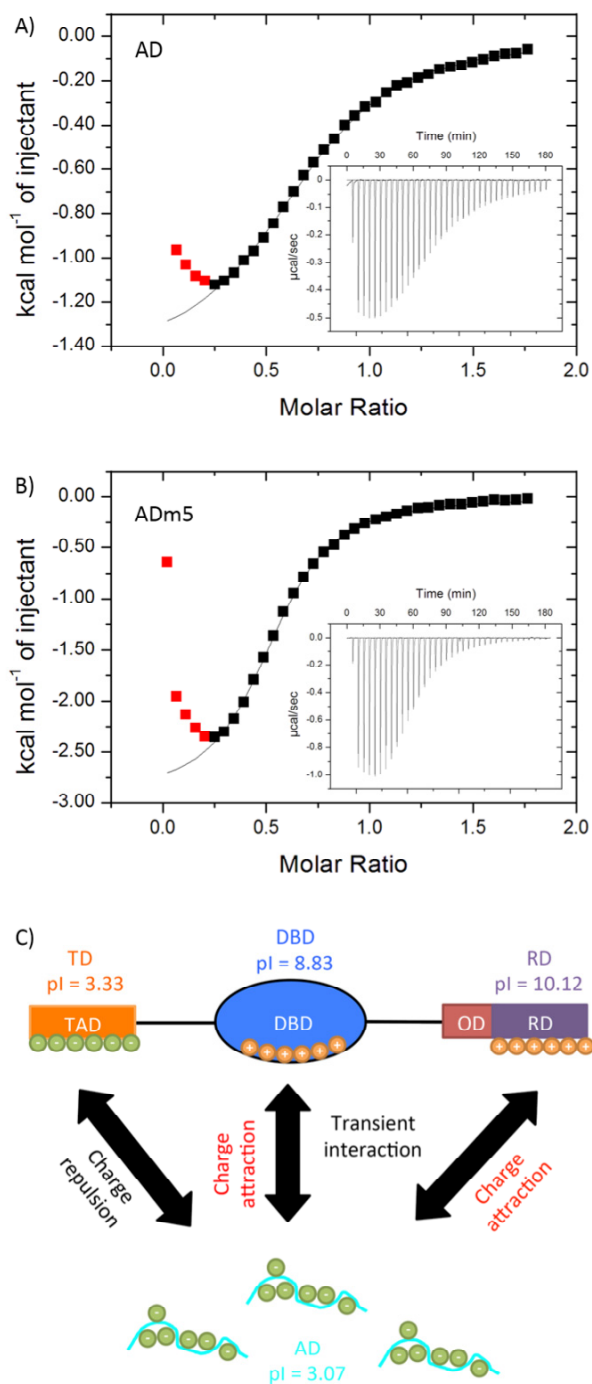 A)
AD
0.00
-0.20
-0.40
-0.60
-0.80
-1.00
-1.20
-1.40
kcal mol⁻¹ of injectant
0.0 0.5 1.0 1.5 2.0
Molar Ratio
Time (min)
0 30 60 90 120 150 180
0
-0.1
-0.2
-0.3
-0.4
-0.5
µcal/sec
B)
ADm5
0.00
-0.50
-1.00
-1.50
-2.00
-2.50
-3.00
kcal mol⁻¹ of injectant
0.0 0.5 1.0 1.5 2.0
Molar Ratio
Time (min)
0 30 60 90 120 150 180
0.0
-0.2
-0.4
-0.6
-0.8
-1.0
µcal/sec
C)
TD
pI = 3.33
DBD
pI = 8.83
RD
pI = 10.12
TAD
DBD
OD
RD
Charge
repulsion
Charge
attraction
Transient
interaction
Charge
attraction
AD
pI = 3.07